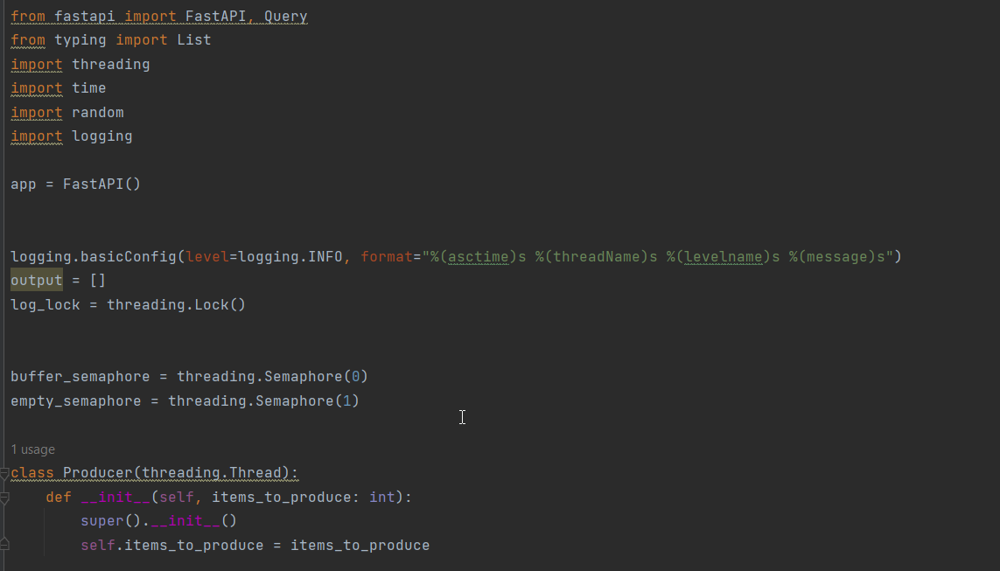 from fastapi import FastAPI, Query
from typing import List
import threading
import time
import random
import logging
app = FastAPI()
logging.basicConfig(level=logging.INFO, format="%(asctime)s %(threadName)s %(levelname)s %(message)s")
output = []
log_lock = threading.Lock()
buffer_semaphore = threading.Semaphore(0)
empty_semaphore = threading.Semaphore(1)
1 usage
class Producer(threading.Thread):
    def __init__(self, items_to_produce: int):
        super().__init__()
        self.items_to_produce = items_to_produce